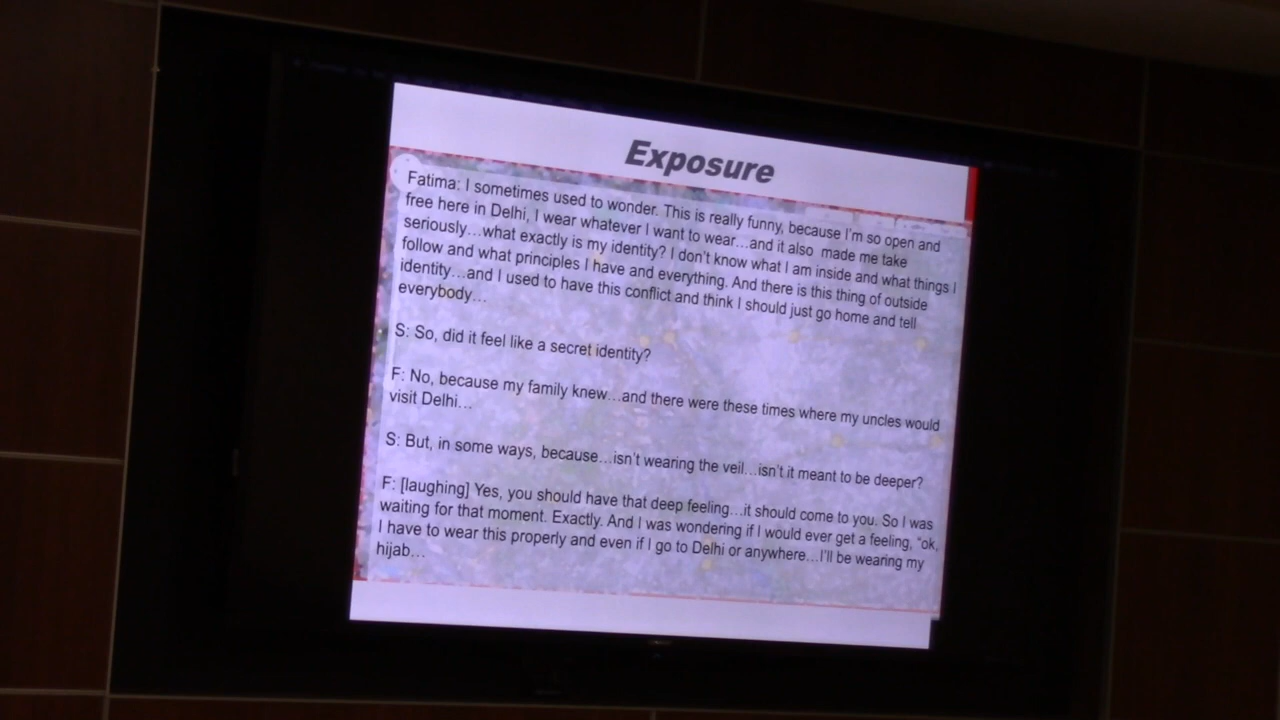 Exposure
Fatima: I sometimes used to wonder. This is really funny, because I'm so open and
free here in Delhi, I wear whatever I want to wear…and it also made me take
seriously…what exactly is my identity? I don't know what I am inside and what things I
follow and what principles I have and everything. And there is this thing of outside
identity…and I used to have this conflict and think I should just go home and tell
everybody…
S: So, did it feel like a secret identity?
F: No, because my family knew…and there were these times where my uncles would
visit Delhi…
S: But, in some ways, because…isn't wearing the veil…isn't it meant to be deeper?
F: [laughing] Yes, you should have that deep feeling…it should come to you. So I was
waiting for that moment. Exactly. And I was wondering if I would ever get a feeling, "ok,
I have to wear this properly and even if I go to Delhi or anywhere…I'll be wearing my
hijab…